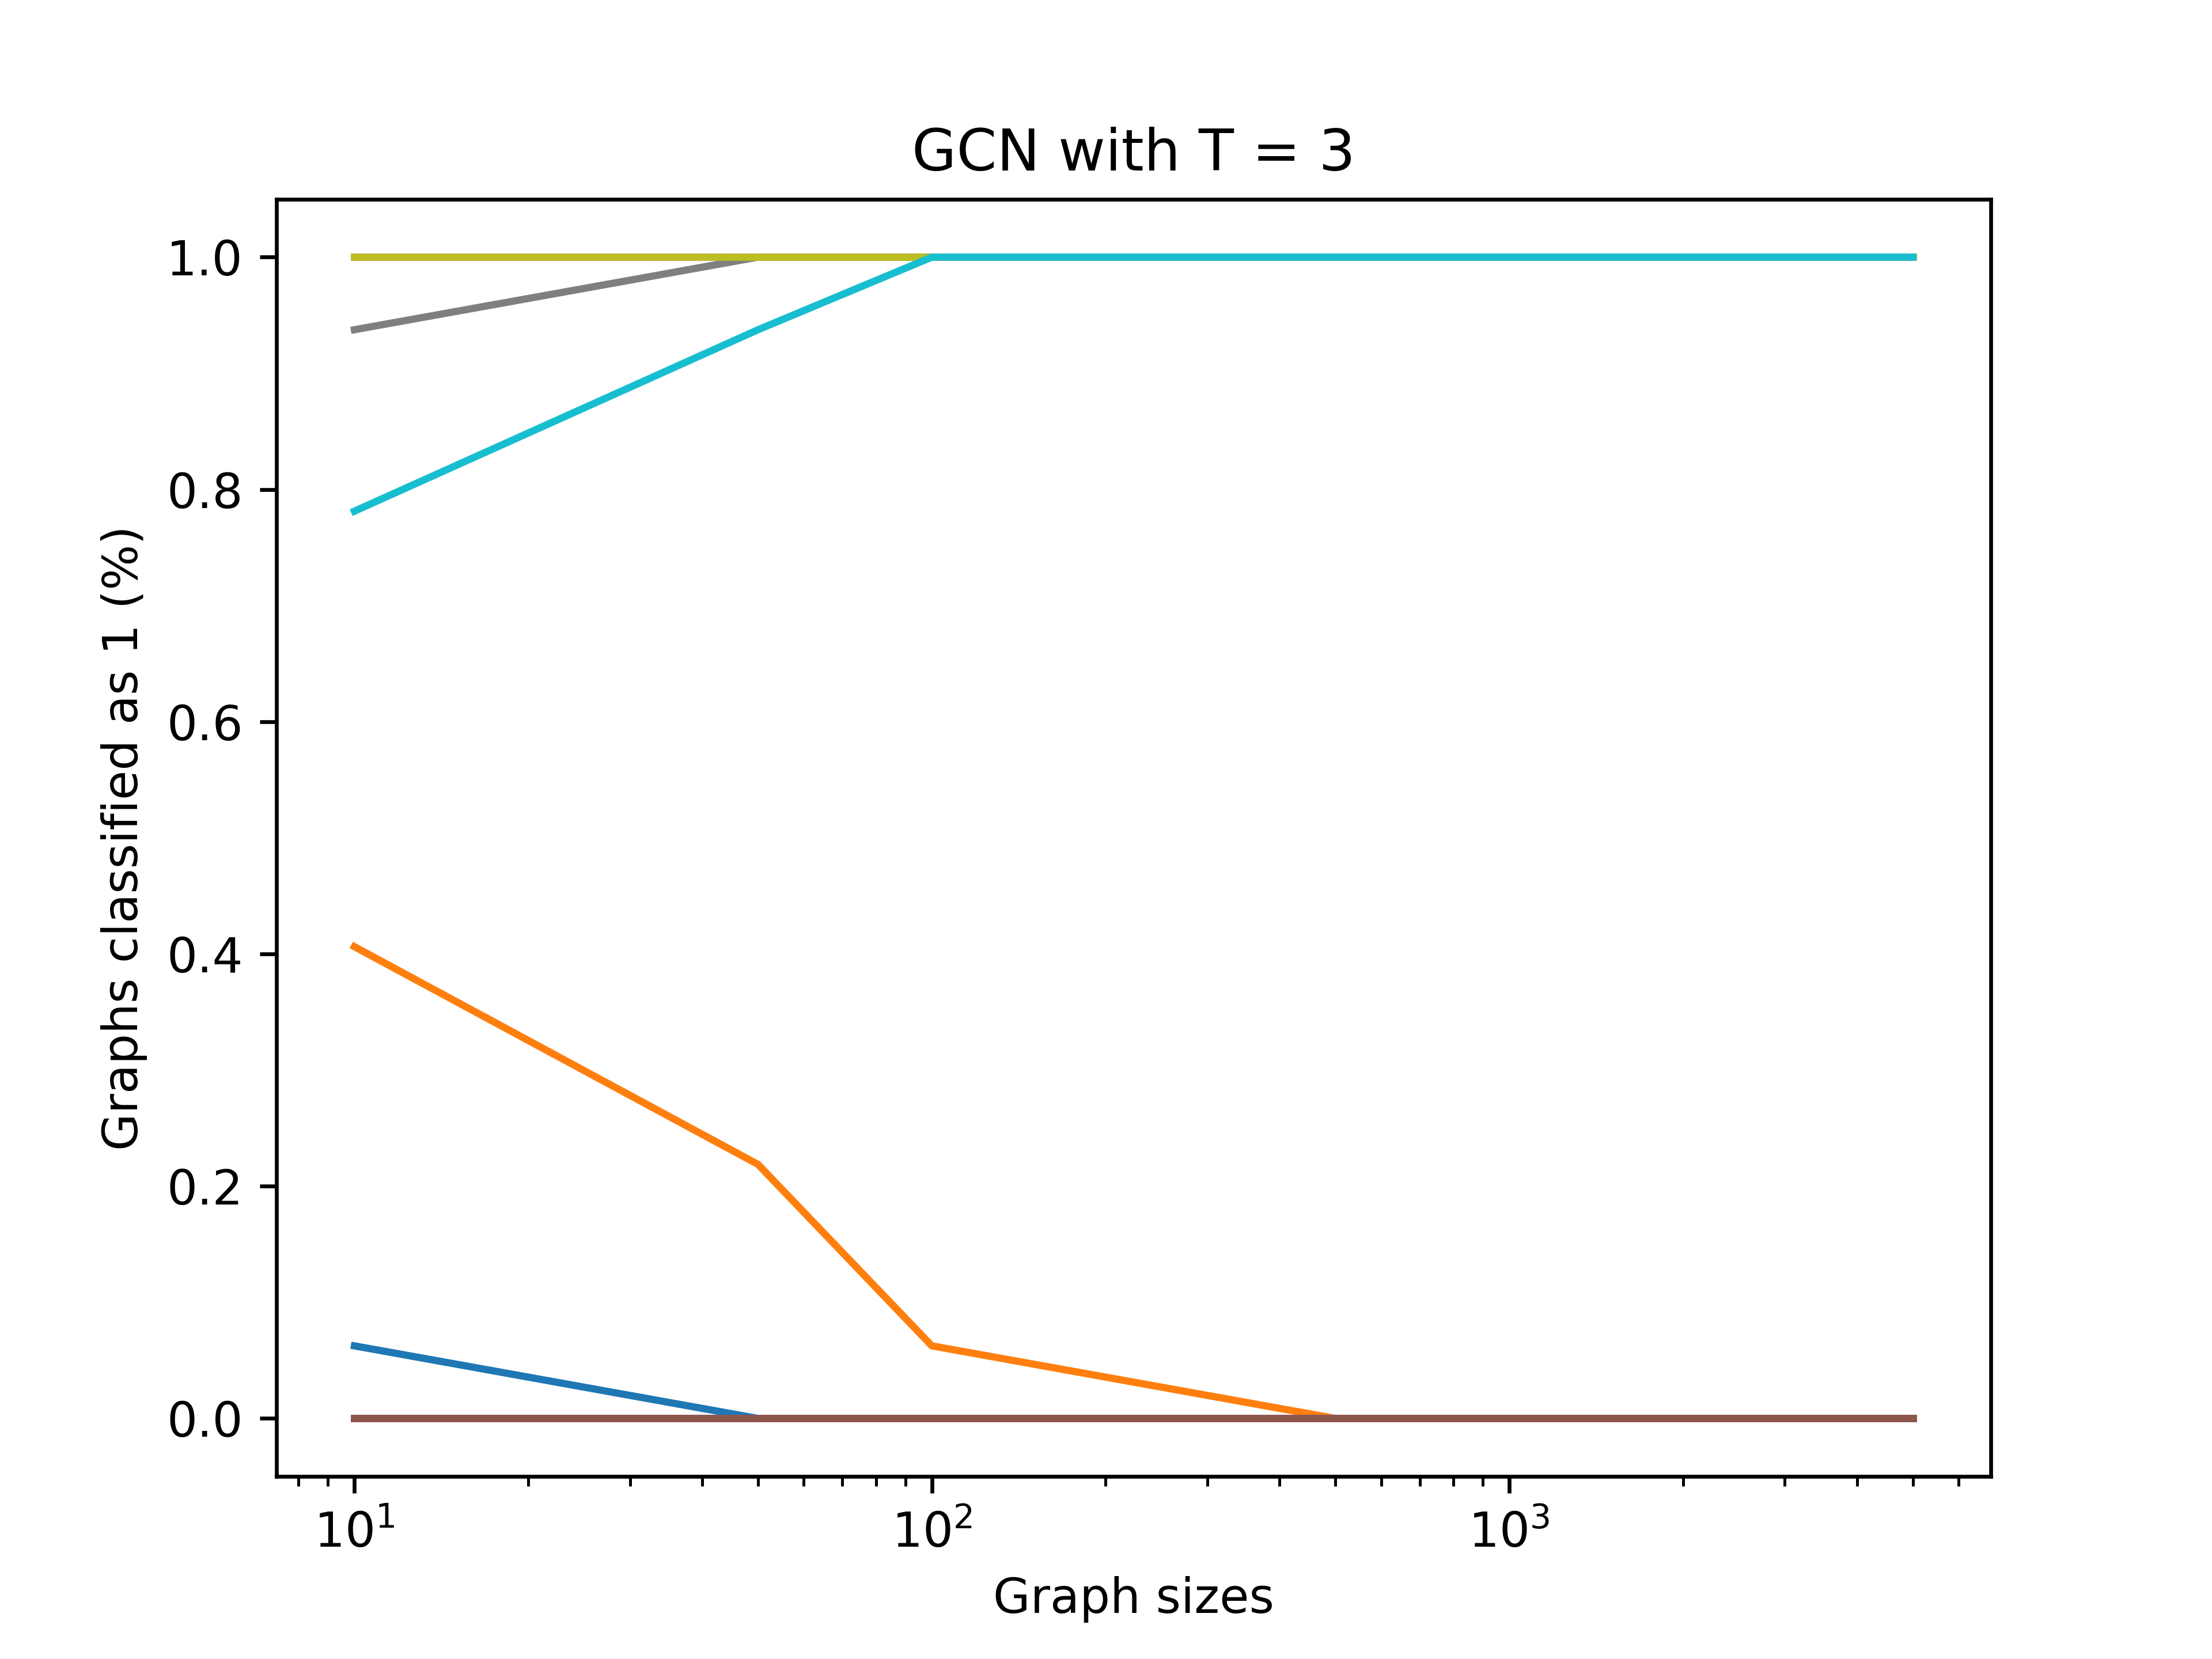 GCN with T = 3
Graphs classified as 1 (%)
1.0
0.8
0.6
0.4
0.2
0.0
10¹ 10² 10³
Graph sizes